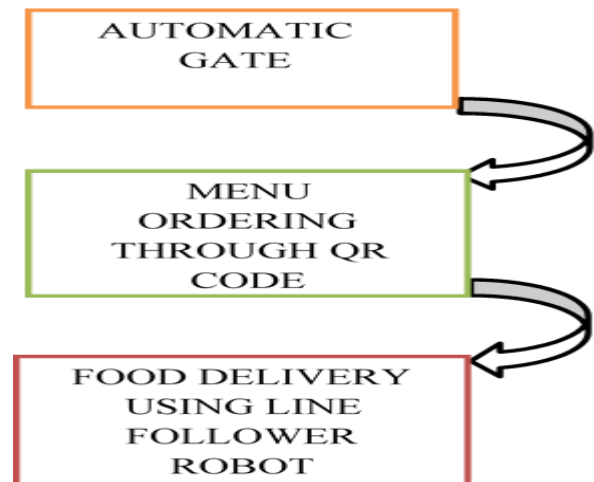 AUTOMATIC
GATE
MENU
ORDERING
THROUGH QR
CODE
FOOD DELIVERY
USING LINE
FOLLOWER
ROBOT